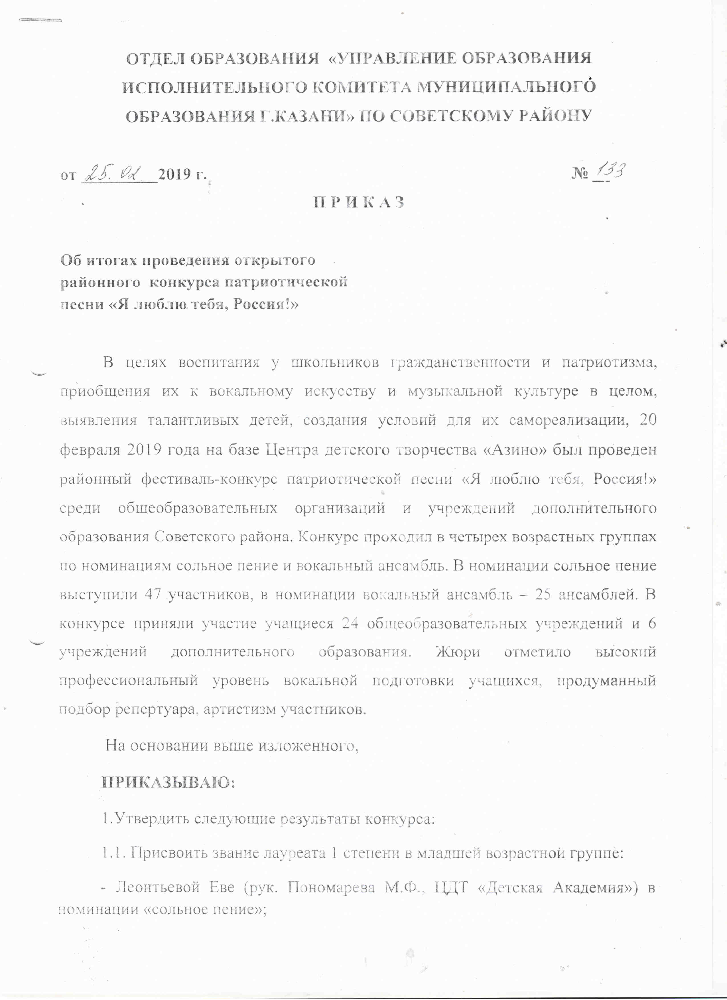 ОТДЕЛ ОБРАЗОВАНИЯ «УПРАВЛЕНИЕ ОБРАЗОВАНИЯ
ИСПОЛНИТЕЛЬНОГО КОМИТЕТА МУНИЦИПАЛЬНОГО
ОБРАЗОВАНИЯ Г.КАЗАНИ» ПО СОВЕТСКОМУ РАЙОНУ
от 25.02 2019 г. № 133
П Р И К А З
Об итогах проведения открытого
районного конкурса патриотической
песни «Я люблю тебя, Россия!»
В целях воспитания у школьников гражданственности и патриотизма,
приобщения их к вокальному искусству и музыкальной культуре в целом,
выявления талантливых детей, создания условий для их самореализации, 20
февраля 2019 года на базе Центра детского творчества «Азино» был проведен
районный фестиваль-конкурс патриотической песни «Я люблю тебя, Россия!»
среди общеобразовательных организаций и учреждений дополнительного
образования Советского района. Конкурс проходил в четырех возрастных группах
по номинациям сольное пение и вокальный ансамбль. В номинации сольное пение
выступили 47 участников, в номинации вокальный ансамбль – 25 ансамблей. В
конкурсе приняли участие учащиеся 24 общеобразовательных учреждений и 6
учреждений дополнительного образования. Жюри отметило высокий
профессиональный уровень вокальной подготовки учащихся, продуманный
подбор репертуара, артистизм участников.
На основании выше изложенного,
ПРИКАЗЫВАЮ:
1.Утвердить следующие результаты конкурса:
1.1. Присвоить звание лауреата 1 степени в младшей возрастной группе:
- Леонтьевой Еве (рук. Пономарева М.Ф., ЦДТ «Детская Академия») в
номинации «сольное пение»;